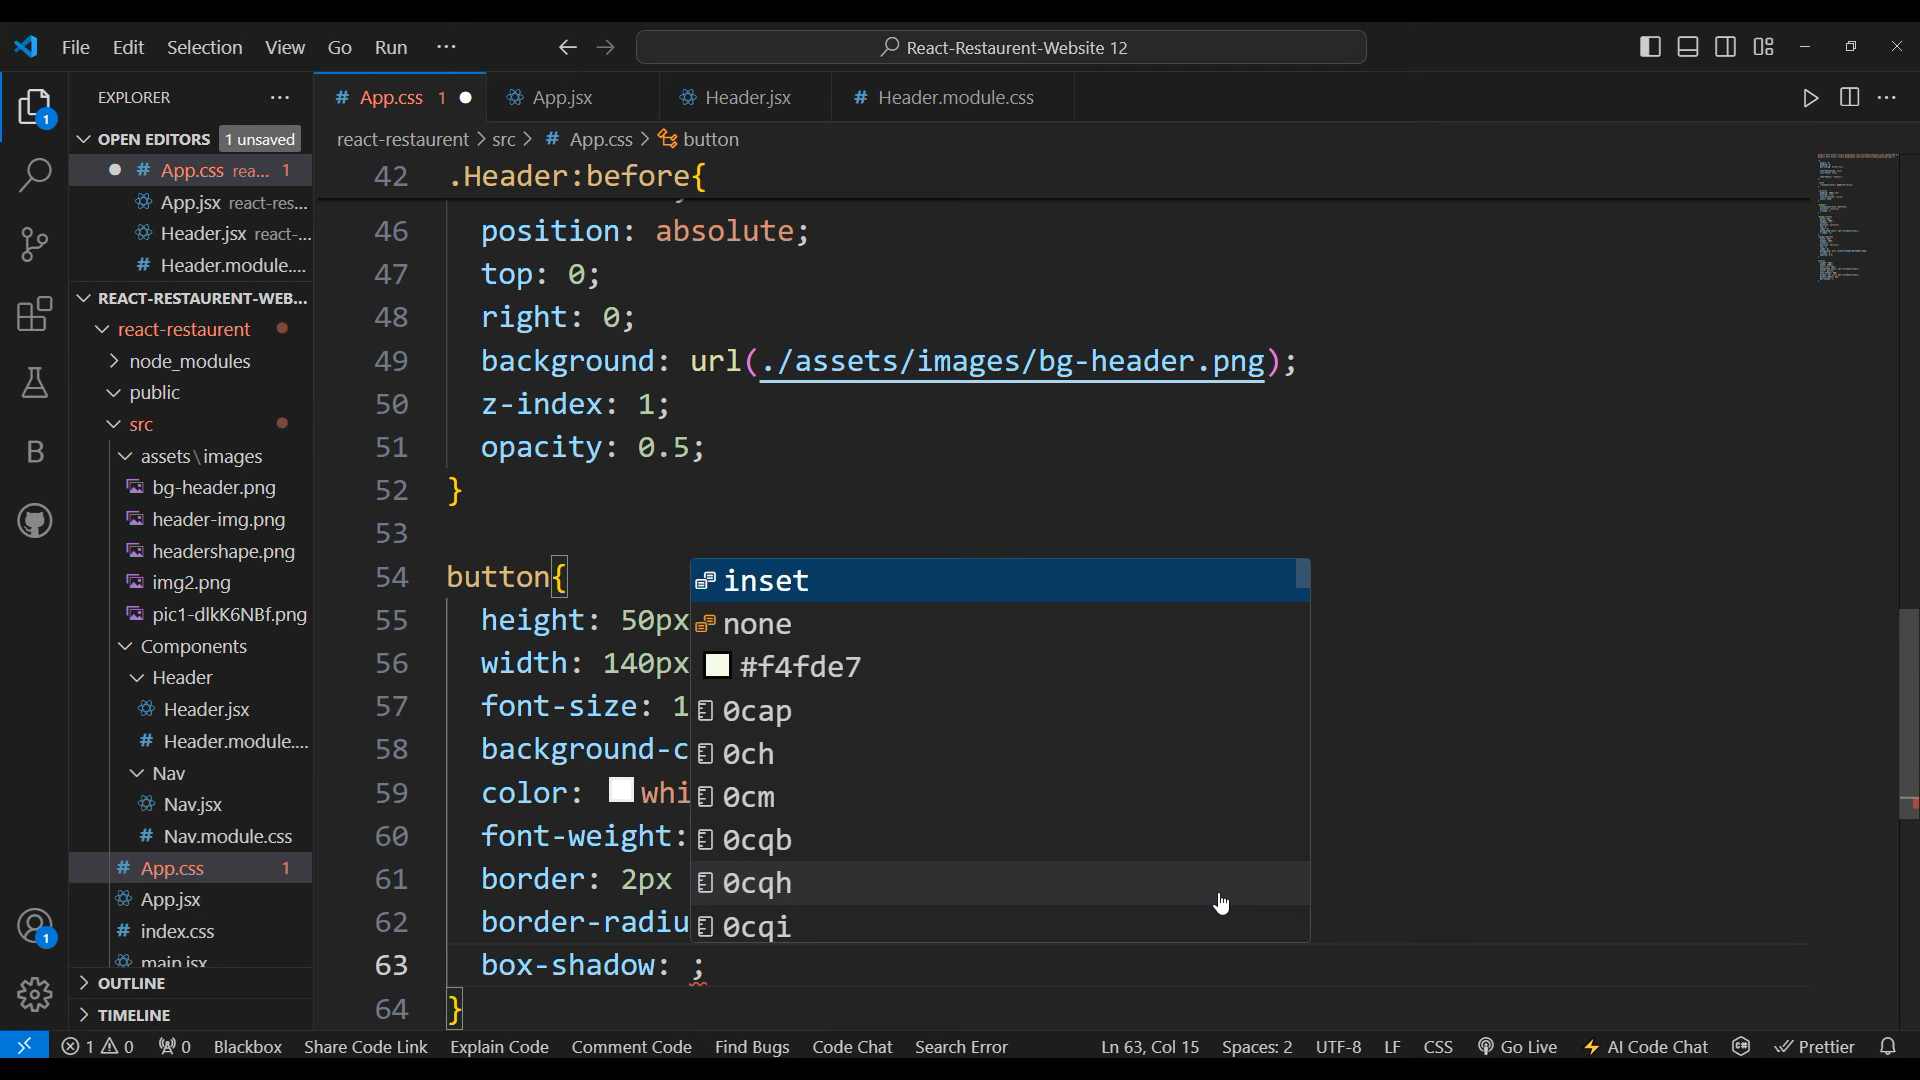 File Edit Selection View Go Run ··· React-Restaurent-Website 12
EXPLORER ···
# App.css 1 App.jsx Header.jsx # Header.module.css
OPEN EDITORS 1 unsaved
react-restaurent > src > # App.css > button
# App.css rea... 1
App.jsx react-res...
Header.jsx react-...
# Header.module....
REACT-RESTAURENT-WEB...
react-restaurent
node_modules
public
src
assets\images
bg-header.png
header-img.png
headershape.png
img2.png
pic1-dlkK6NBf.png
Components
Header
Header.jsx
# Header.module....
Nav
Nav.jsx
# Nav.module.css
# App.css 1
App.jsx
# index.css
main.jsx
OUTLINE
TIMELINE
42 .Header:before{
46 position: absolute;
47 top: 0;
48 right: 0;
49 background: url(./assets/images/bg-header.png);
50 z-index: 1;
51 opacity: 0.5;
52 }
53
54 button{
55 height: 50px
56 width: 140px
57 font-size: 1
58 background-c
59 color: whi
60 font-weight:
61 border: 2px
62 border-radiu
63 box-shadow: ;
64 }
inset
none
#f4fde7
0cap
0ch
0cm
0cqb
0cqh
0cqi
1 0 0 Blackbox Share Code Link Explain Code Comment Code Find Bugs Code Chat Search Error Ln 63, Col 15 Spaces: 2 UTF-8 LF CSS Go Live AI Code Chat Prettier